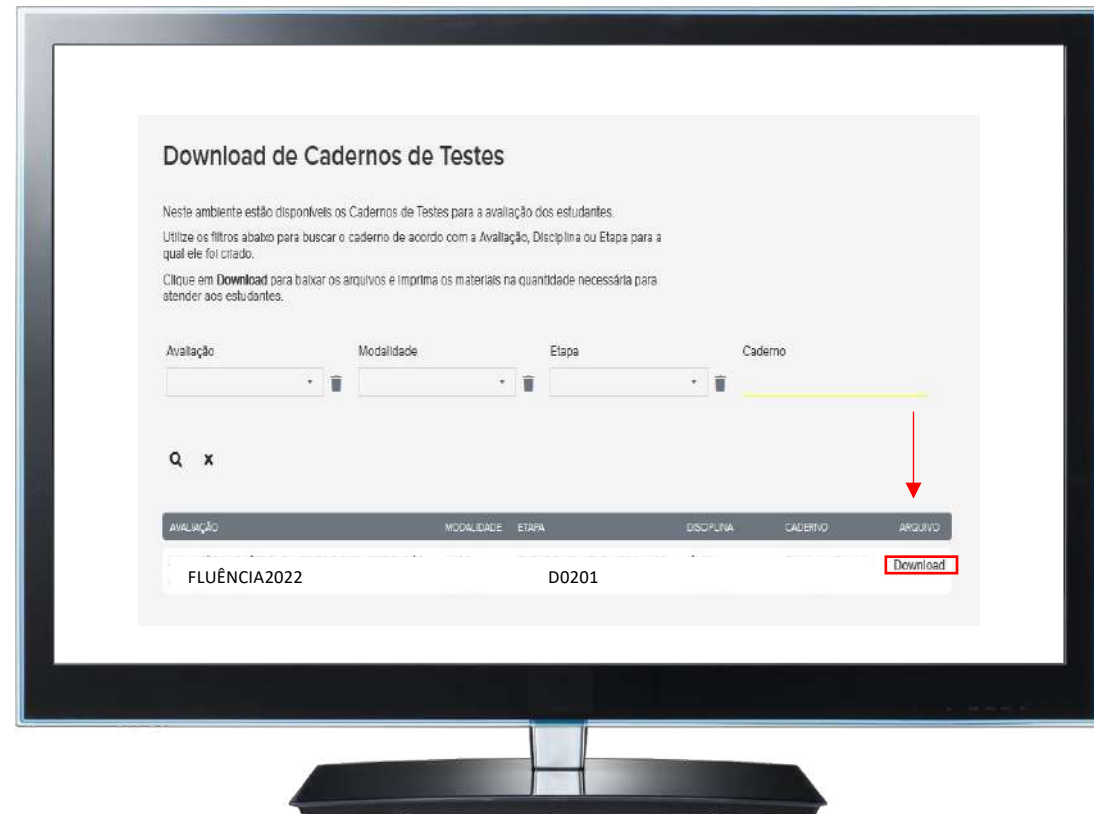 Download de Cadernos de Testes
Neste ambiente estão disponíveis os Cadernos de Testes para a avaliação dos estudantes.
Utilize os filtros abaixo para buscar o caderno de acordo com a Avaliação, Disciplina ou Etapa para a
qual ele foi criado.
Clique em Download para baixar os arquivos e imprima os materiais na quantidade necessária para
atender aos estudantes.
Avaliação Modalidade Etapa Caderno
AVALIAÇÃO MODALIDADE ETAPA DISCIPLINA CADERNO ARQUIVO
FLUÊNCIA2022 D0201 Download